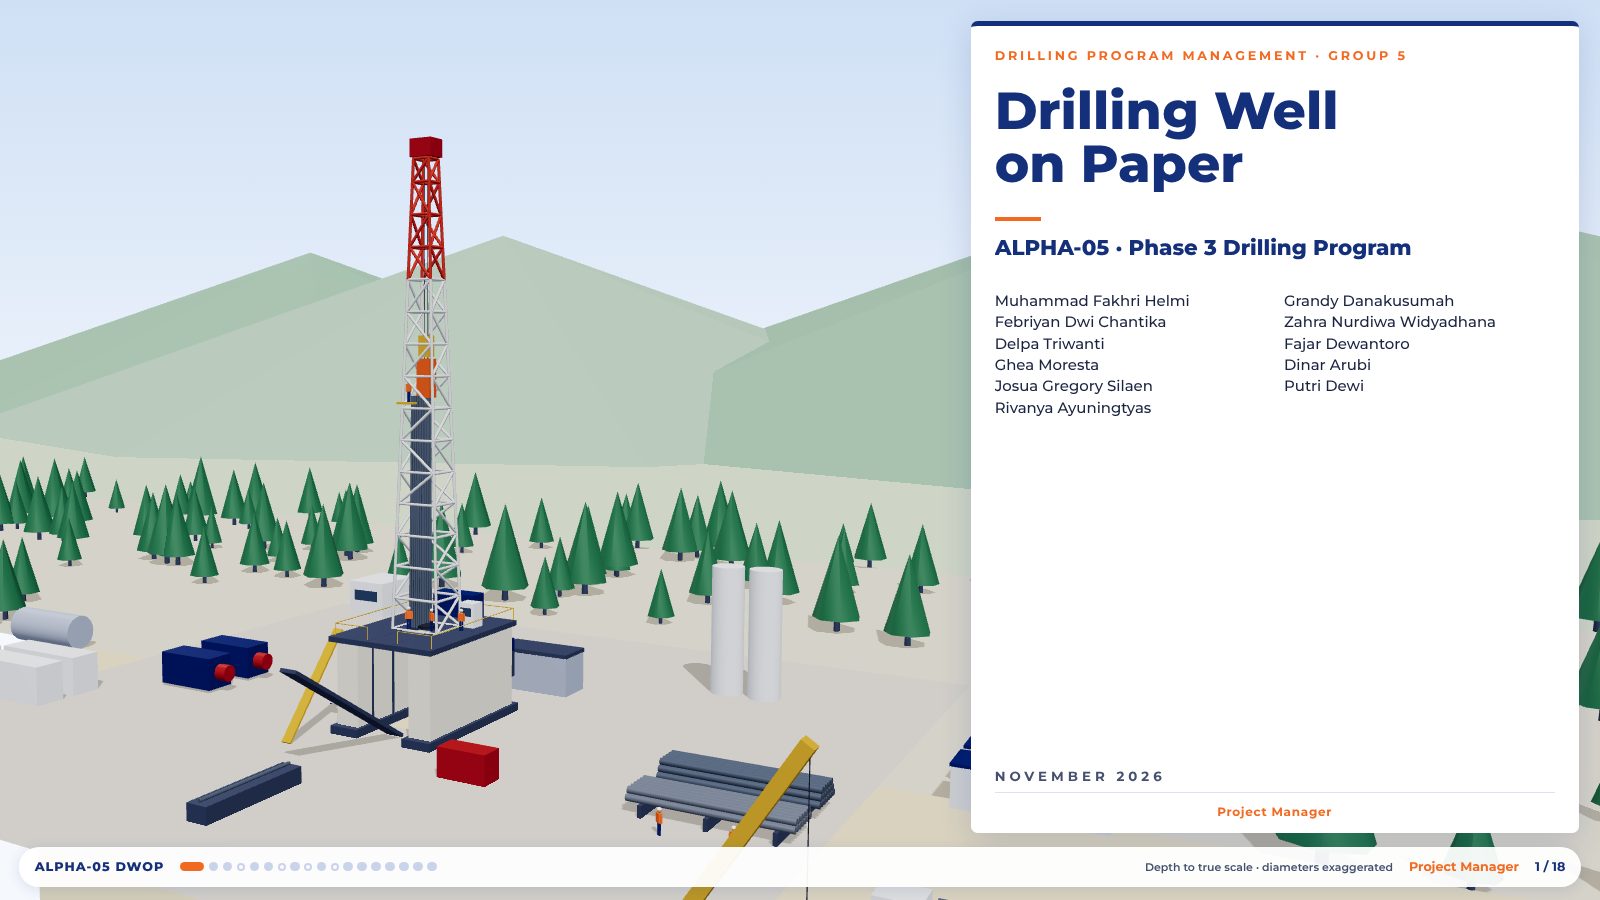 DRILLING PROGRAM MANAGEMENT · GROUP 5
Drilling Well
on Paper
ALPHA-05 · Phase 3 Drilling Program
Muhammad Fakhri Helmi
Febriyan Dwi Chantika
Delpa Triwanti
Ghea Moresta
Josua Gregory Silaen
Rivanya Ayuningtyas
Grandy Danakusumah
Zahra Nurdiwa Widyadhana
Fajar Dewantoro
Dinar Arubi
Putri Dewi
NOVEMBER 2026
Project Manager
ALPHA-05 DWOP
Depth to true scale · diameters exaggerated
Project Manager
1 / 18